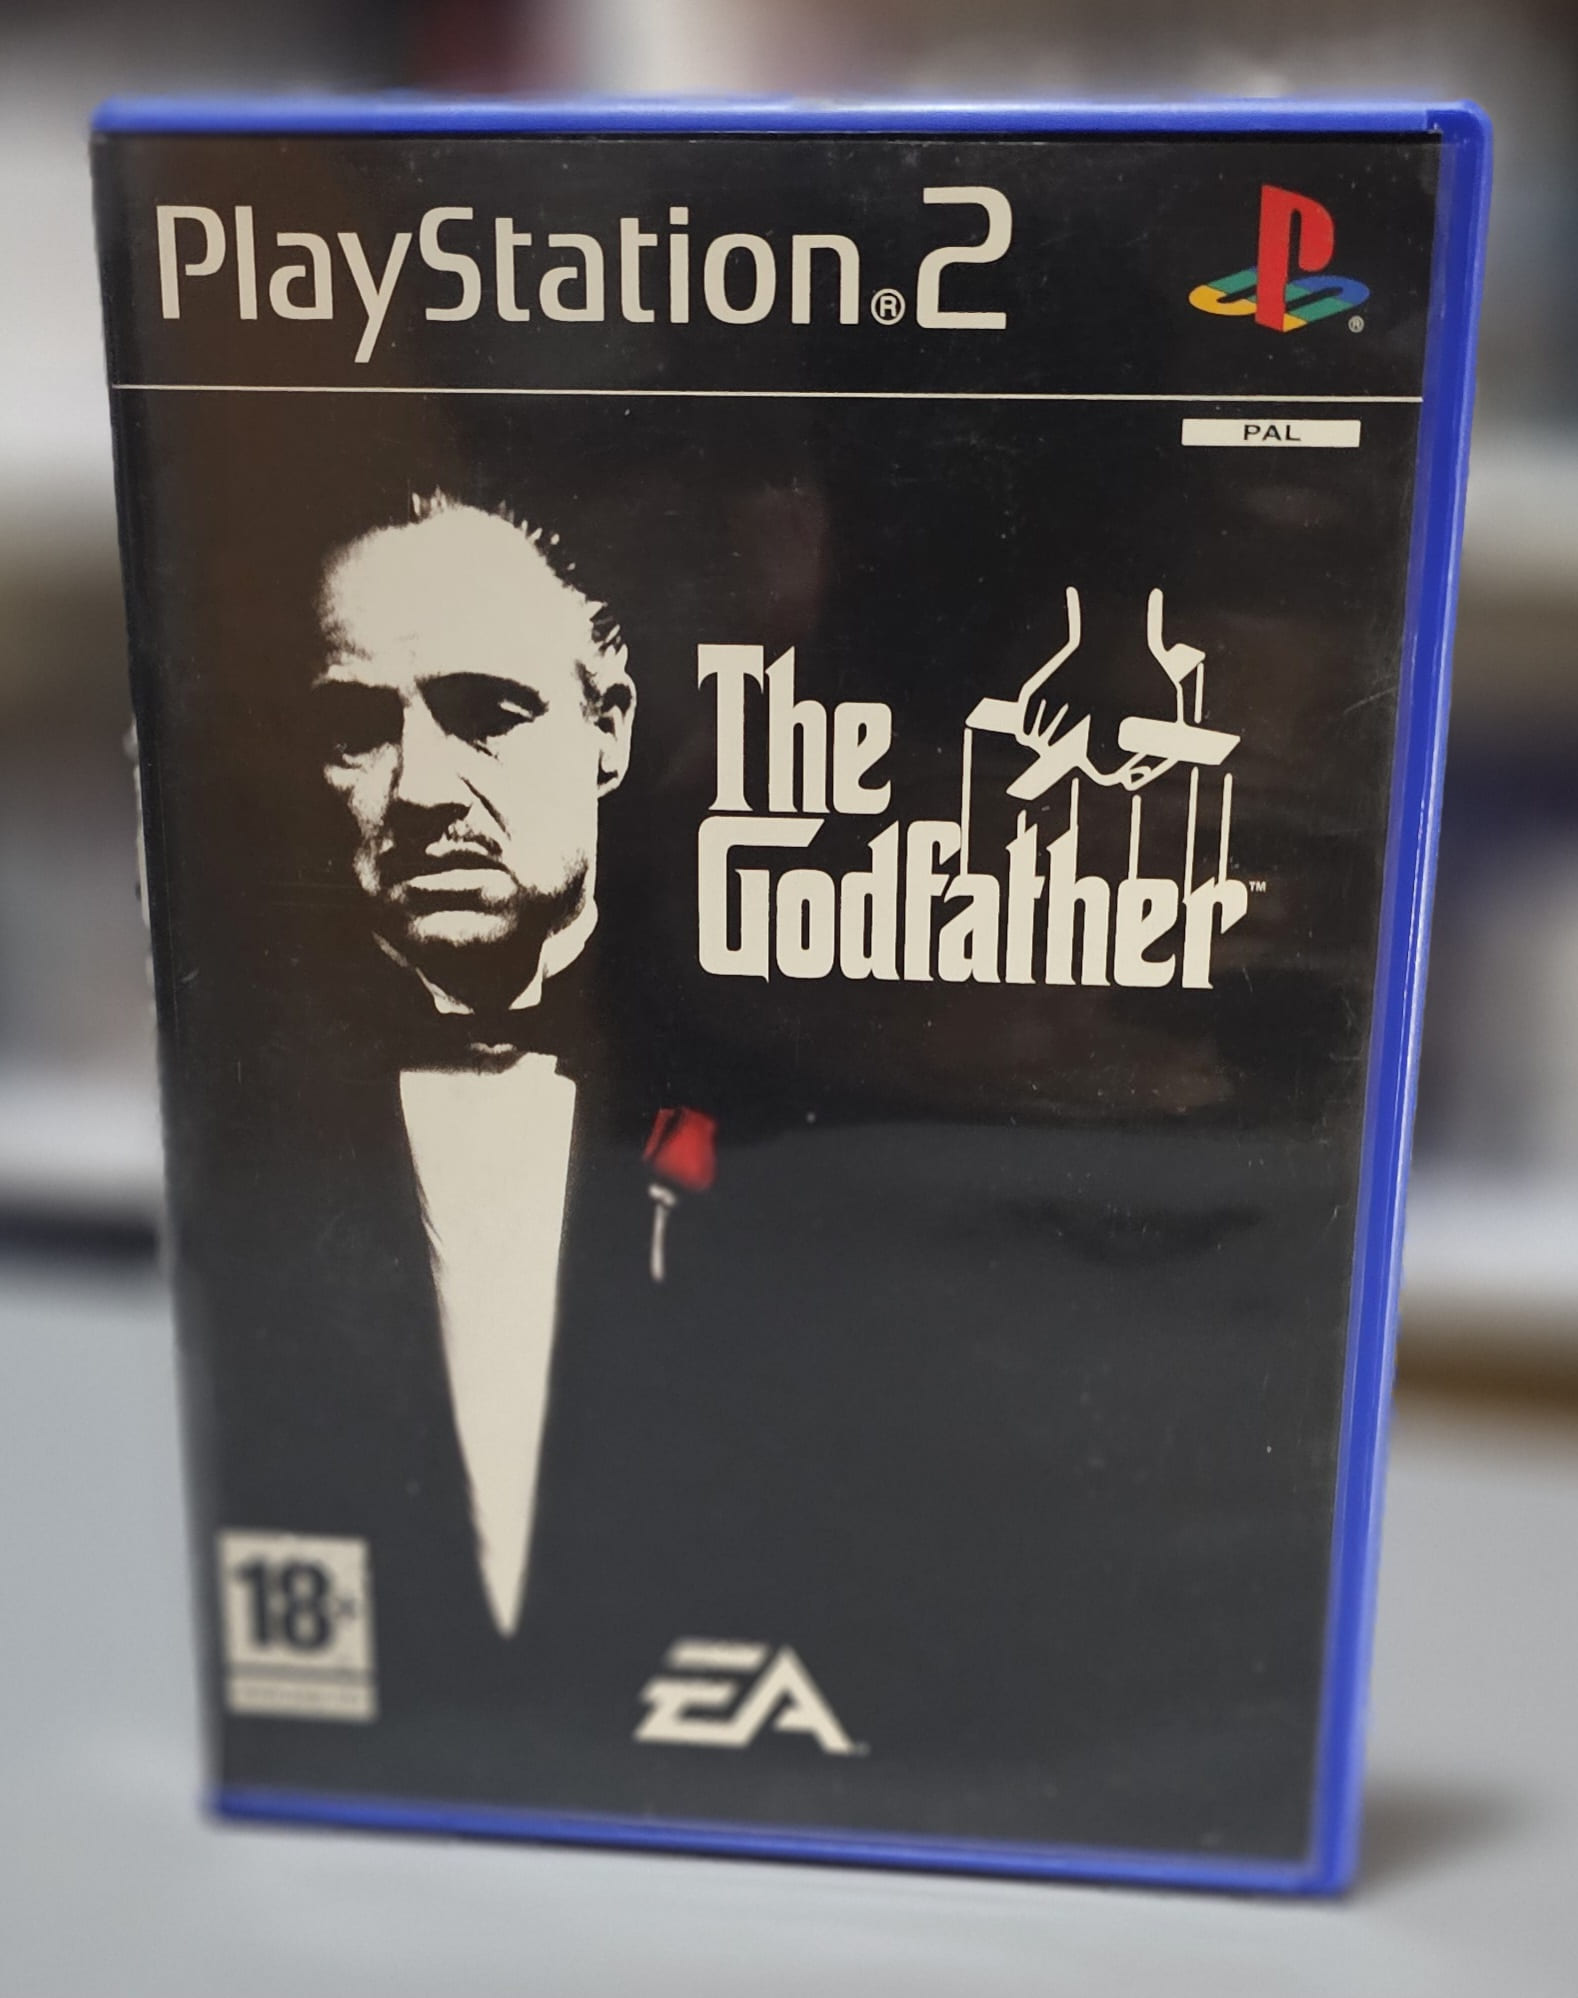 PlayStation®2
PAL
The
Godfather™
18+
EA